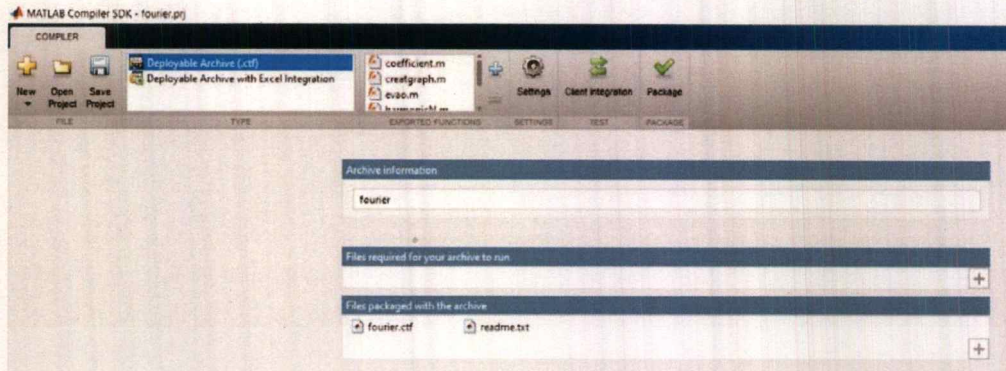 MATLAB Compiler SDK - fourier.prj
COMPILER
New
Open Project
Save Project
FILE
Deployable Archive (.ctf)
Deployable Archive with Excel Integration
TYPE
coefficient.m
creatgraph.m
evao.m
EXPORTED FUNCTIONS
Settings
SETTINGS
Client Integration
TEST
Package
PACKAGE
Archive information
fourier
Files required for your archive to run
Files packaged with the archive
fourier.ctf
readme.txt